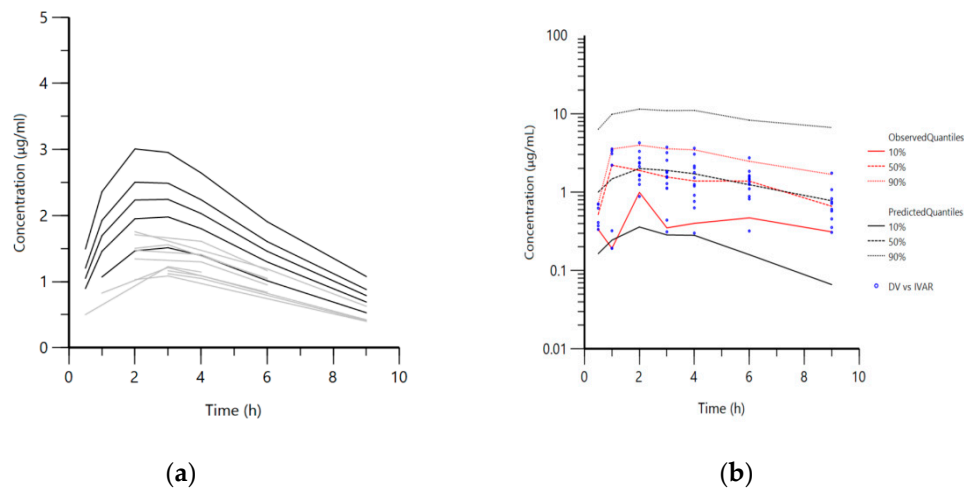 5
4
3
2
1
0
Concentration (µg/ml)
0 2 4 6 8 10
Time (h)
(a)
100
10
1
0.1
0.01
Concentration (µg/mL)
0 2 4 6 8 10
Time (h)
ObservedQuantiles
10%
50%
90%
PredictedQuantiles
10%
50%
90%
DV vs IVAR
(b)